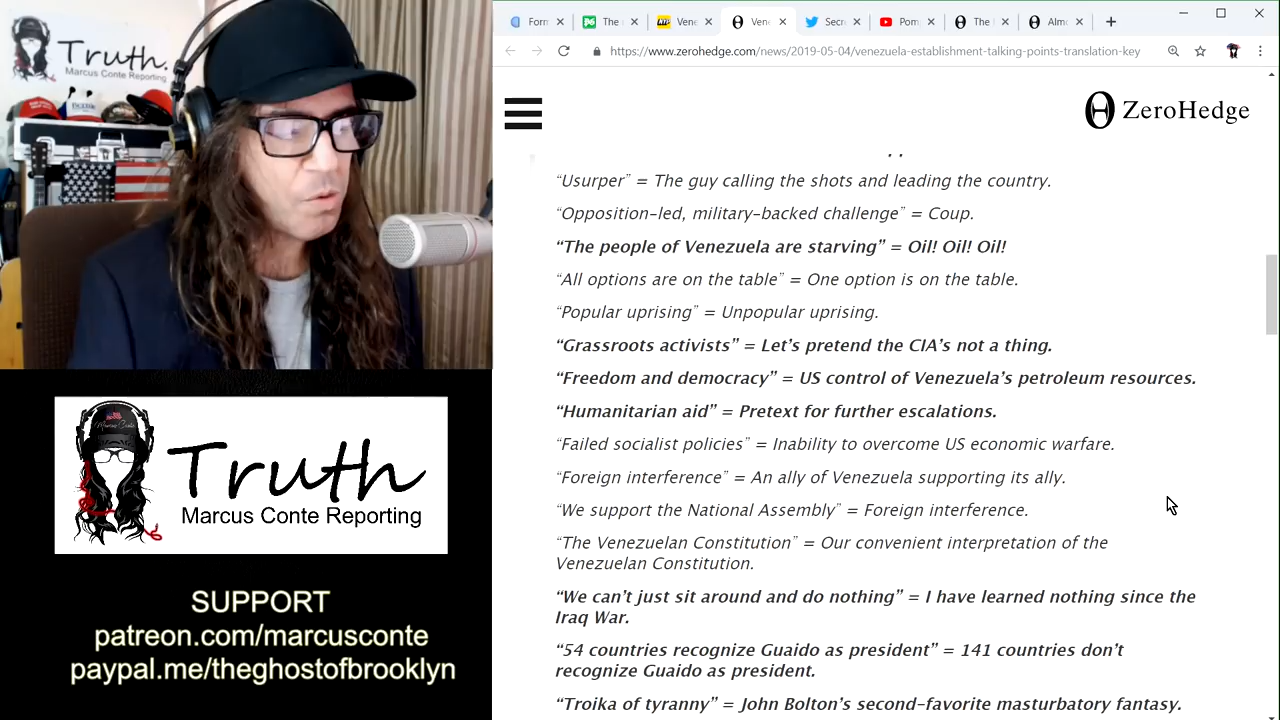 Truth.
Marcus Conte Reporting
Form
The
Vene
Vene
Secr
Pom
The
Almo
https://www.zerohedge.com/news/2019-05-04/venezuela-establishment-talking-points-translation-key
ZeroHedge
“Usurper” = The guy calling the shots and leading the country.
“Opposition-led, military-backed challenge” = Coup.
“The people of Venezuela are starving” = Oil! Oil! Oil!
“All options are on the table” = One option is on the table.
“Popular uprising” = Unpopular uprising.
“Grassroots activists” = Let’s pretend the CIA’s not a thing.
“Freedom and democracy” = US control of Venezuela’s petroleum resources.
“Humanitarian aid” = Pretext for further escalations.
“Failed socialist policies” = Inability to overcome US economic warfare.
“Foreign interference” = An ally of Venezuela supporting its ally.
“We support the National Assembly” = Foreign interference.
“The Venezuelan Constitution” = Our convenient interpretation of the
Venezuelan Constitution.
“We can’t just sit around and do nothing” = I have learned nothing since the
Iraq War.
“54 countries recognize Guaido as president” = 141 countries don’t
recognize Guaido as president.
“Troika of tyranny” = John Bolton’s second-favorite masturbatory fantasy.
Truth
Marcus Conte Reporting
SUPPORT
patreon.com/marcusconte
paypal.me/theghostofbrooklyn